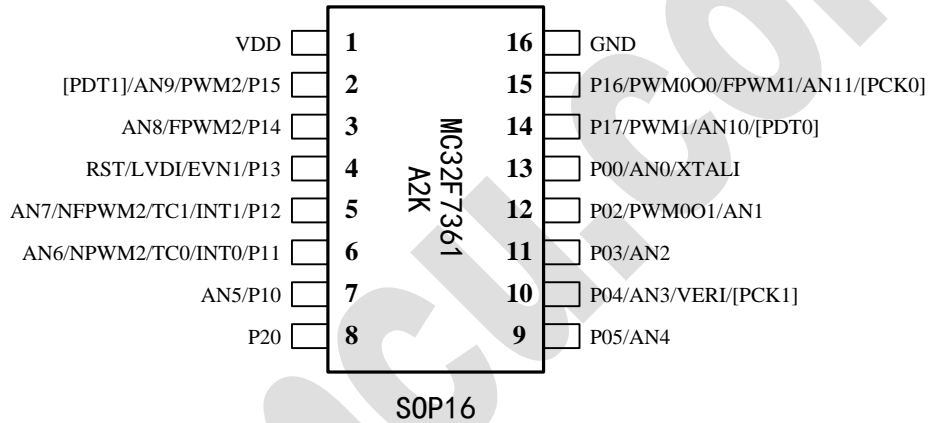 VDD 1 16 GND
[PDT1]/AN9/PWM2/P15 2 15 P16/PWM0O0/FPWM1/AN11/[PCK0]
AN8/FPWM2/P14 3 14 P17/PWM1/AN10/[PDT0]
RST/LVDI/EVN1/P13 4 13 P00/AN0/XTALI
AN7/NFPWM2/TC1/INT1/P12 5 12 P02/PWM0O1/AN1
AN6/NPWM2/TC0/INT0/P11 6 11 P03/AN2
AN5/P10 7 10 P04/AN3/VERI/[PCK1]
P20 8 9 P05/AN4
MC32F7361
A2K
SOP16
mcu.com